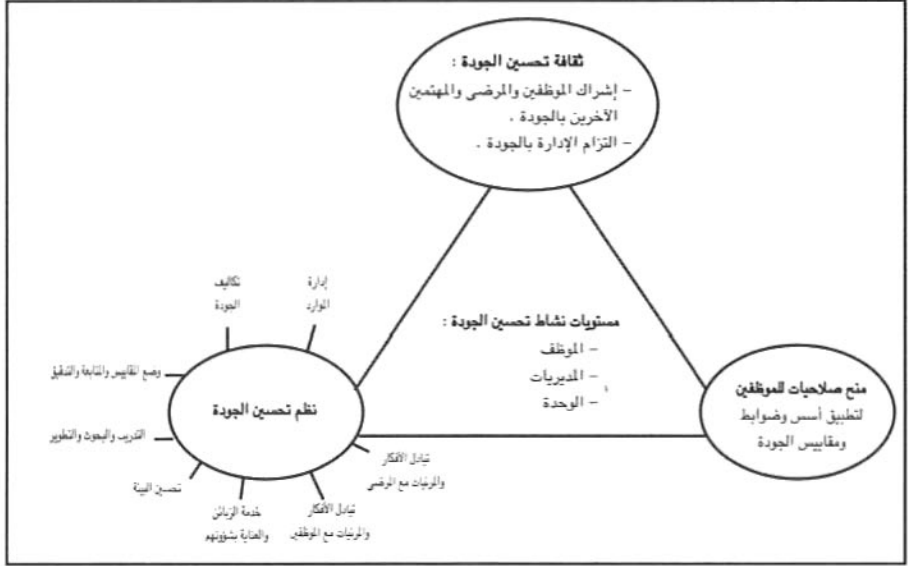 ثقافة تحسين الجودة :
– إشراك الموظفين والمرضى والمهتمين
الآخرين بالجودة .
– التزام الإدارة بالجودة .
إدارة
الموارد
تكاليف
الجودة
مستويات نشاط تحسين الجودة :
– الموظف
– المديريات
– الوحدة
منح صلاحيات للموظفين
لتطبيق أسس وضوابط
ومقاييس الجودة
نظم تحسين الجودة
وضع المقاييس والمتابعة والتدقيق
التدريب والبحوث والتطوير
تحسين البيئة
خدمة الزبائن
والعناية بشؤونهم
تبادل الأفكار
والمرئيات مع الموظفين
تبادل الأفكار
والمرئيات مع المرضى